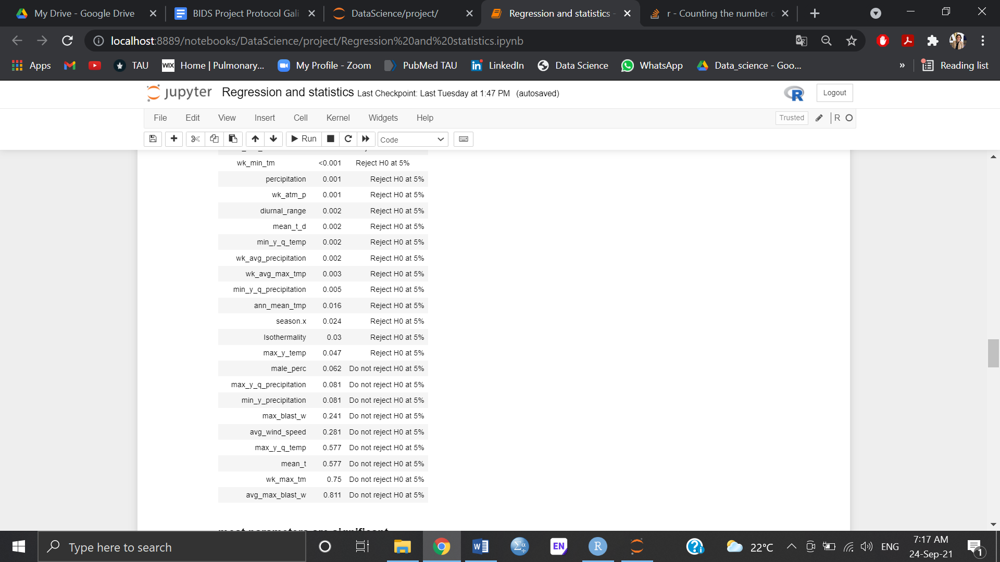 My Drive - Google Drive
BIDS Project Protocol Gali
DataScience/project/
Regression and statistics -
r - Counting the number o
localhost:8889/notebooks/DataScience/project/Regression%20and%20statistics.ipynb
Apps
TAU
WIX Home | Pulmonary...
My Profile - Zoom
PubMed TAU
in LinkedIn
Data Science
WhatsApp
Data_science - Goo...
»
Reading list
jupyter Regression and statistics Last Checkpoint: Last Tuesday at 1:47 PM (autosaved)
R
Logout
File Edit View Insert Cell Kernel Widgets Help
Trusted
R
Run
Code
wk_min_tm <0.001 Reject H0 at 5%
percipitation 0.001 Reject H0 at 5%
wk_atm_p 0.001 Reject H0 at 5%
diurnal_range 0.002 Reject H0 at 5%
mean_t_d 0.002 Reject H0 at 5%
min_y_q_temp 0.002 Reject H0 at 5%
wk_avg_precipitation 0.002 Reject H0 at 5%
wk_avg_max_tmp 0.003 Reject H0 at 5%
min_y_q_precipitation 0.005 Reject H0 at 5%
ann_mean_tmp 0.016 Reject H0 at 5%
season.x 0.024 Reject H0 at 5%
Isothermality 0.03 Reject H0 at 5%
max_y_temp 0.047 Reject H0 at 5%
male_perc 0.062 Do not reject H0 at 5%
max_y_q_precipitation 0.081 Do not reject H0 at 5%
min_y_precipitation 0.081 Do not reject H0 at 5%
max_blast_w 0.241 Do not reject H0 at 5%
avg_wind_speed 0.281 Do not reject H0 at 5%
max_y_q_temp 0.577 Do not reject H0 at 5%
mean_t 0.577 Do not reject H0 at 5%
wk_max_tm 0.75 Do not reject H0 at 5%
avg_max_blast_w 0.811 Do not reject H0 at 5%
most parameters are significant
Type here to search
W
Σα
EN
R
22°C
ENG
7:17 AM
24-Sep-21
1